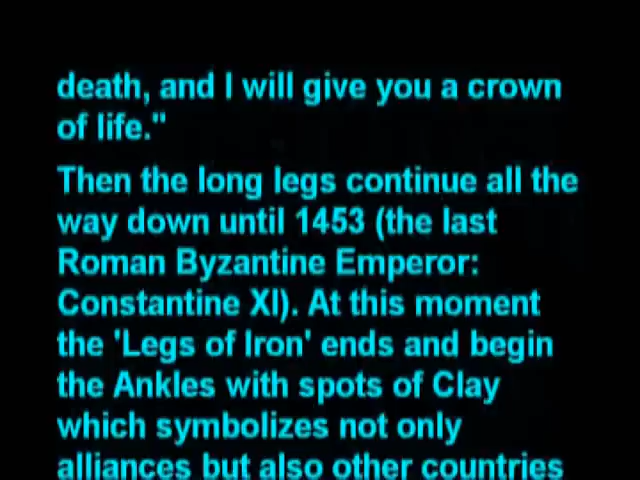 death, and I will give you a crown
of life."
Then the long legs continue all the
way down until 1453 (the last
Roman Byzantine Emperor:
Constantine XI). At this moment
the 'Legs of Iron' ends and begin
the Ankles with spots of Clay
which symbolizes not only
alliances but also other countries